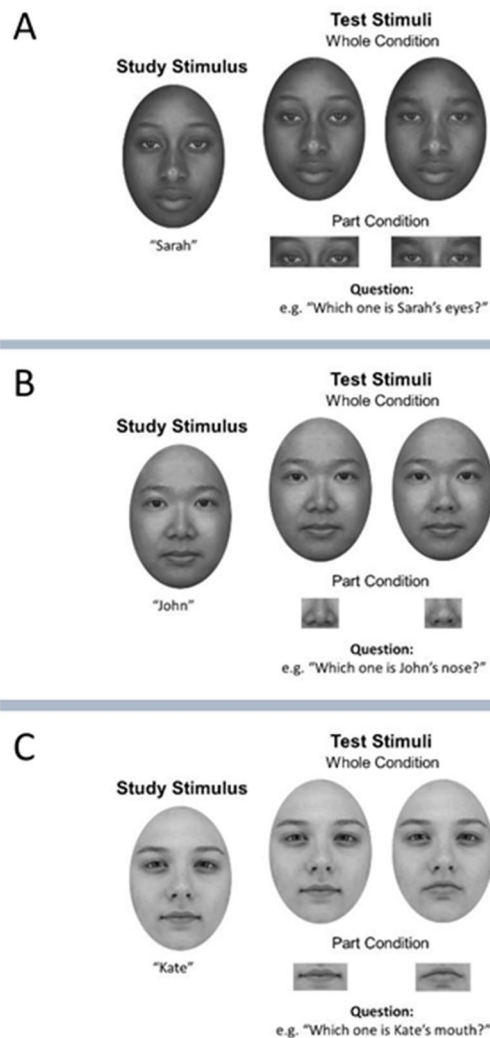 A
Test Stimuli
Whole Condition
Study Stimulus
"Sarah"
Part Condition
Question:
e.g. "Which one is Sarah's eyes?"
B
Test Stimuli
Whole Condition
Study Stimulus
"John"
Part Condition
Question:
e.g. "Which one is John's nose?"
C
Test Stimuli
Whole Condition
Study Stimulus
"Kate"
Part Condition
Question:
e.g. "Which one is Kate's mouth?"